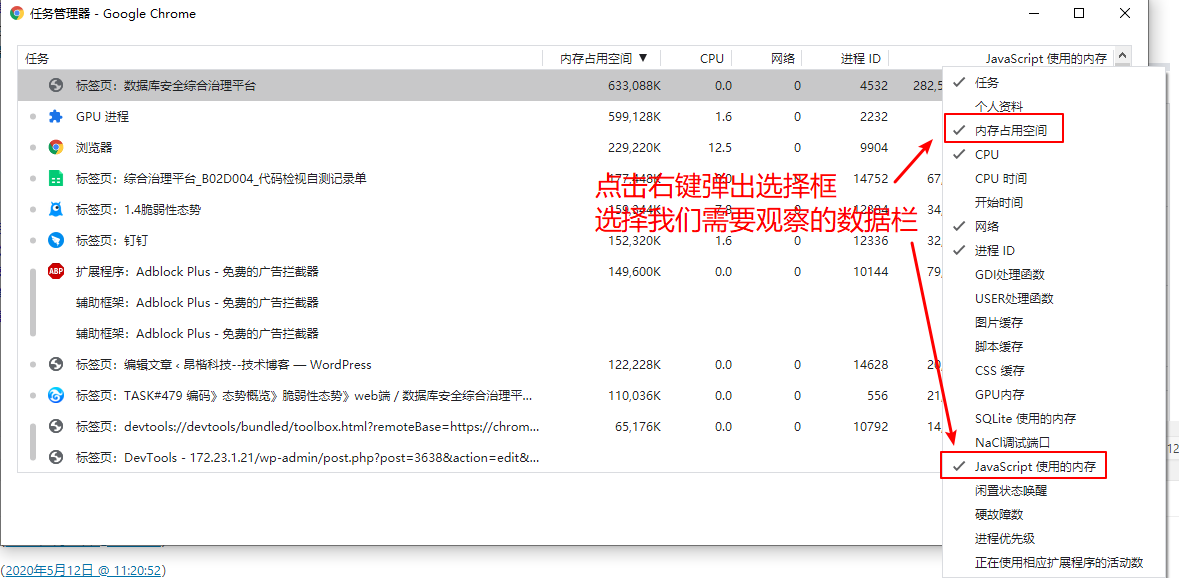 任务管理器 - Google Chrome
任务 内存占用空间 ▼ CPU 网络 进程 ID JavaScript 使用的内存
标签页：数据库安全综合治理平台 633,088K 0.0 0 4532 282,5
GPU 进程 599,128K 1.6 0 2232
浏览器 229,220K 12.5 0 9904
标签页：综合治理平台_B02D004_代码检视自测记录单 177,448K 0.0 0 14752 67,
标签页：1.4脆弱性态势 0 34,
标签页：钉钉 152,320K 1.6 0 12336 32,
扩展程序：Adblock Plus - 免费的广告拦截器 149,600K 0.0 0 10144 79,
辅助框架：Adblock Plus - 免费的广告拦截器
辅助框架：Adblock Plus - 免费的广告拦截器
标签页：编辑文章 ‹ 昂楷科技--技术博客 — WordPress 122,228K 0.0 0 14628 20,
标签页：TASK#479 编码》态势概览》脆弱性态势》web端 / 数据库安全综合治理平... 110,036K 0.0 0 556 21,
标签页：devtools://devtools/bundled/toolbox.html?remoteBase=https://chrom... 65,176K 0.0 0 10792 14,
标签页：DevTools - 172.23.1.21/wp-admin/post.php?post=3638&action=edit&...
点击右键弹出选择框
选择我们需要观察的数据栏
任务
个人资料
内存占用空间
CPU
CPU 时间
开始时间
网络
进程 ID
GDI处理函数
USER处理函数
图片缓存
脚本缓存
CSS 缓存
GPU内存
SQLite 使用的内存
NaCl调试端口
JavaScript 使用的内存
闲置状态唤醒
硬故障数
进程优先级
正在使用相应扩展程序的活动数
12
(2020年5月12日 @ 11:20:52)